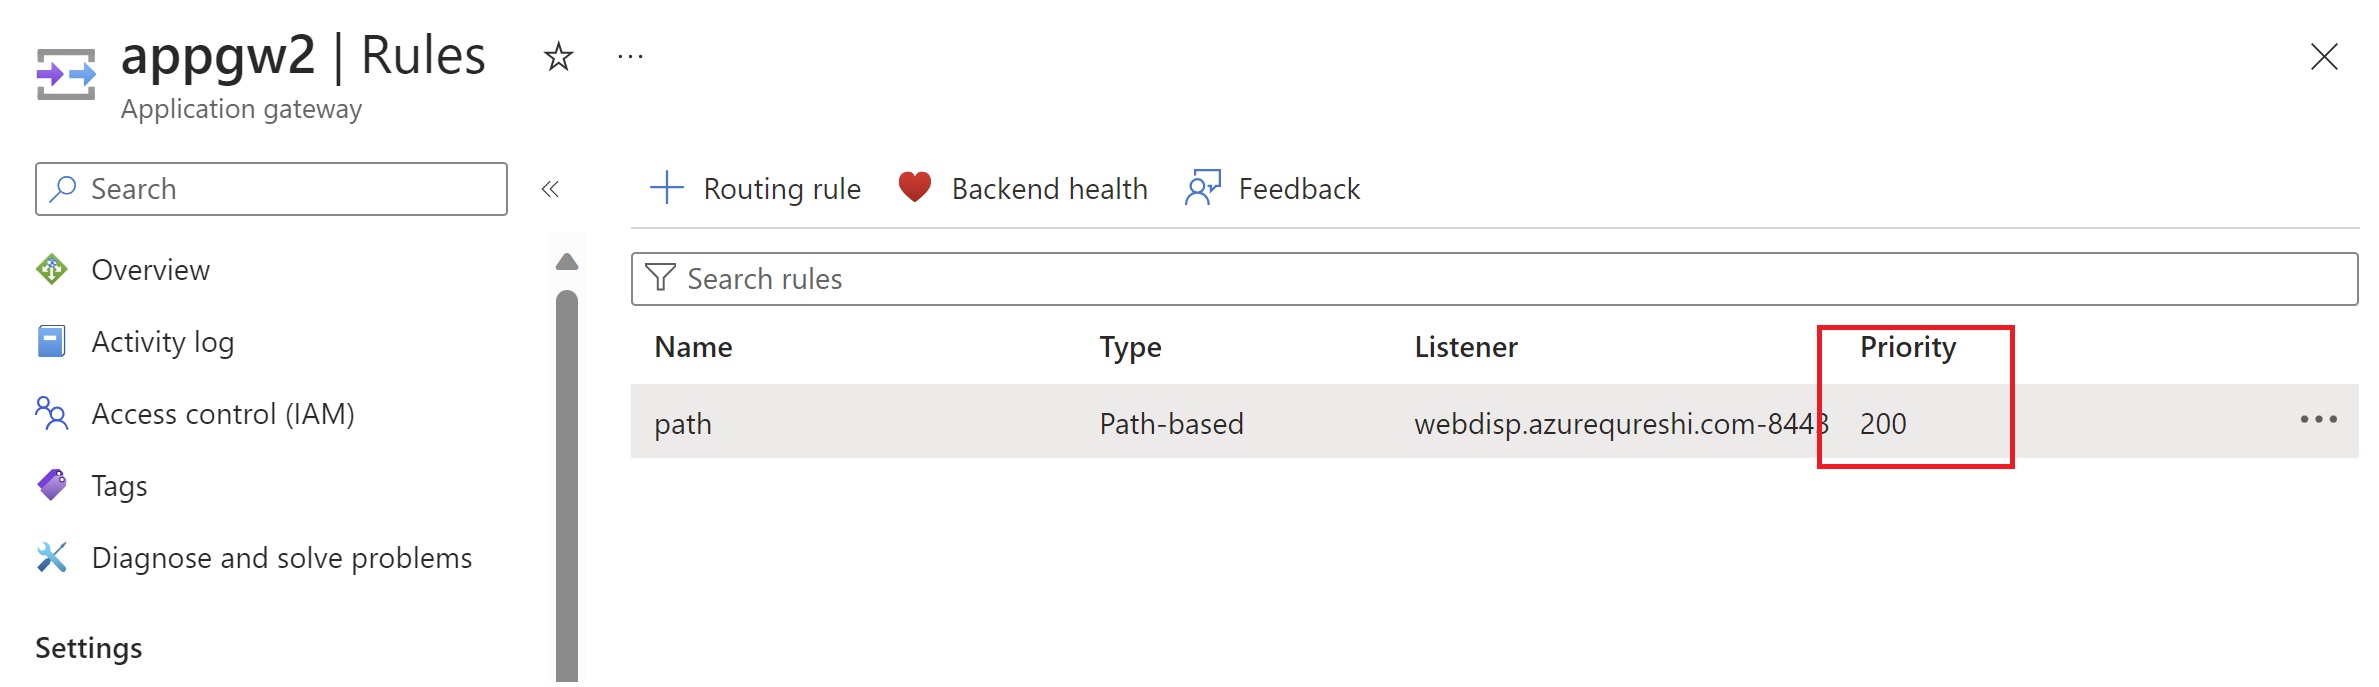 appgw2 | Rules
Application gateway
Search
Overview
Activity log
Access control (IAM)
Tags
Diagnose and solve problems
Settings
Routing rule Backend health Feedback
Search rules
Name Type Listener Priority
path Path-based webdisp.azurequreshi.com-8443 200